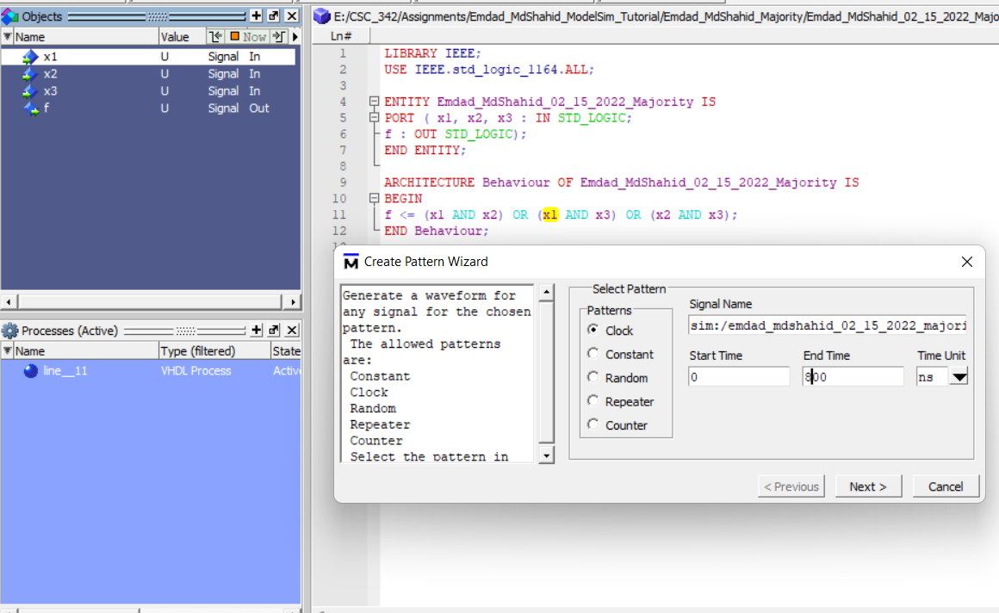 Objects
Name Value Now
x1 U Signal In
x2 U Signal In
x3 U Signal In
f U Signal Out
Processes (Active)
Name Type (filtered) State
line__11 VHDL Process Active
E:/CSC_342/Assignments/Emdad_MdShahid_ModelSim_Tutorial/Emdad_MdShahid_Majority/Emdad_MdShahid_02_15_2022_Majo
Ln#
1 LIBRARY IEEE;
2 USE IEEE.std_logic_1164.ALL;
3
4 ENTITY Emdad_MdShahid_02_15_2022_Majority IS
5 PORT ( x1, x2, x3 : IN STD_LOGIC;
6 f : OUT STD_LOGIC);
7 END ENTITY;
8
9 ARCHITECTURE Behaviour OF Emdad_MdShahid_02_15_2022_Majority IS
10 BEGIN
11 f <= (x1 AND x2) OR (x1 AND x3) OR (x2 AND x3);
12 END Behaviour;
Create Pattern Wizard
Generate a waveform for
any signal for the chosen
pattern.
The allowed patterns
are:
Constant
Clock
Random
Repeater
Counter
Select the pattern in
Select Pattern
Patterns
Clock
Constant
Random
Repeater
Counter
Signal Name
sim:/emdad_mdshahid_02_15_2022_majori
Start Time End Time Time Unit
0 800 ns
< Previous Next > Cancel